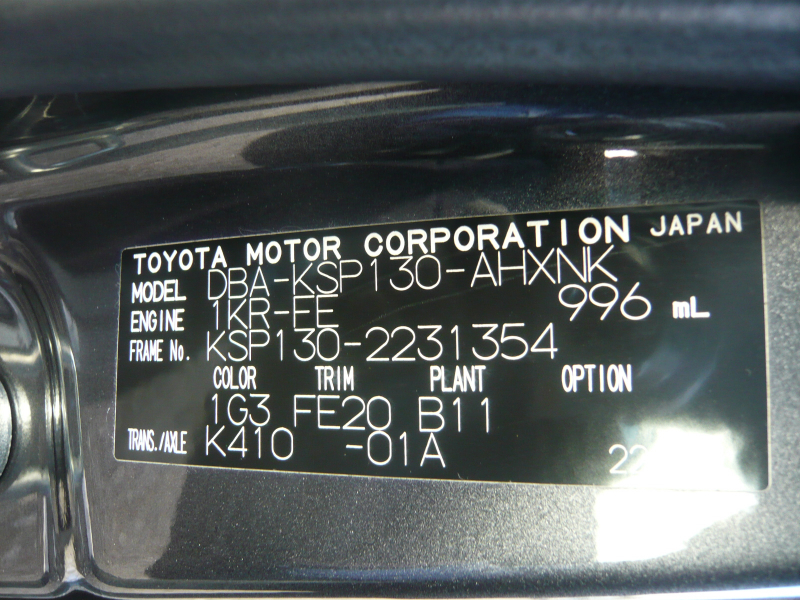 TOYOTA MOTOR CORPORATION JAPAN
MODEL DBA-KSP130-AHXNK
ENGINE 1KR-FE 996 mL
FRAME No. KSP130-2231354
COLOR TRIM PLANT OPTION
1G3 FE20 B11
TRANS./AXLE K410 -01A